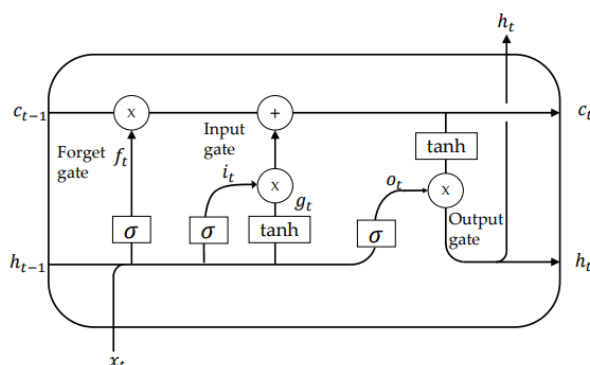 h_t
c_{t-1}
x
+
c_t
Forget gate
f_t
Input gate
i_t
x
g_t
tanh
o_t
x
Output gate
σ
σ
tanh
σ
h_{t-1}
h_t
x_t